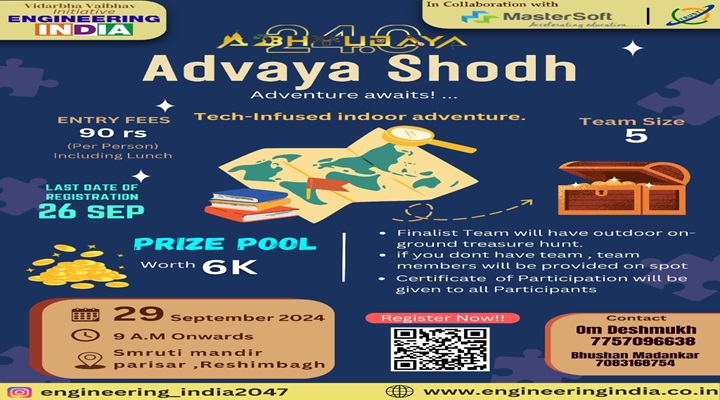 Vidarbha Vaibhav
Initiative
ENGINEERING
INDIA
In Collaboration with
MasterSoft
Accelerating education....
24.0
ABHYUDAYA
Advaya Shodh
Adventure awaits! ...
Tech-Infused indoor adventure.
ENTRY FEES
90 rs
(Per Person)
Including Lunch
Team Size
5
LAST DATE OF
REGISTRATION
26 SEP
PRIZE POOL
Worth 6K
• Finalist Team will have outdoor on-
ground treasure hunt.
• if you dont have team , team
members will be provided on spot
• Certificate of Participation will be
given to all Participants
29 September 2024
9 A.M Onwards
Smruti mandir
parisar ,Reshimbagh
Register Now!!
Contact
Om Deshmukh
7757096638
Bhushan Madankar
7083168754
engineering_india2047
www.engineeringindia.co.in